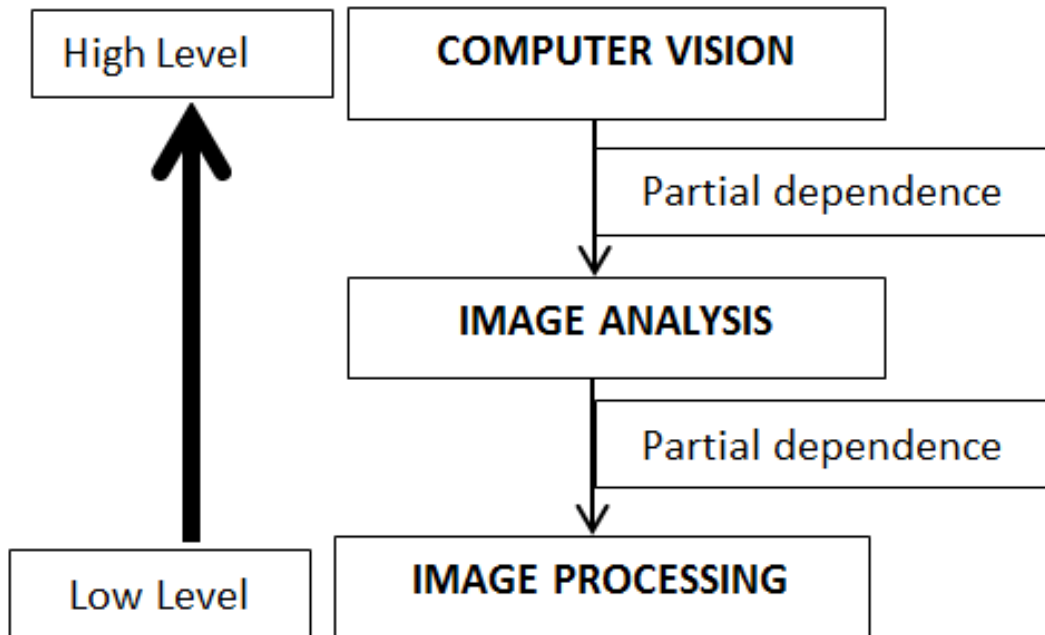 High Level
COMPUTER VISION
Partial dependence
IMAGE ANALYSIS
Partial dependence
Low Level
IMAGE PROCESSING